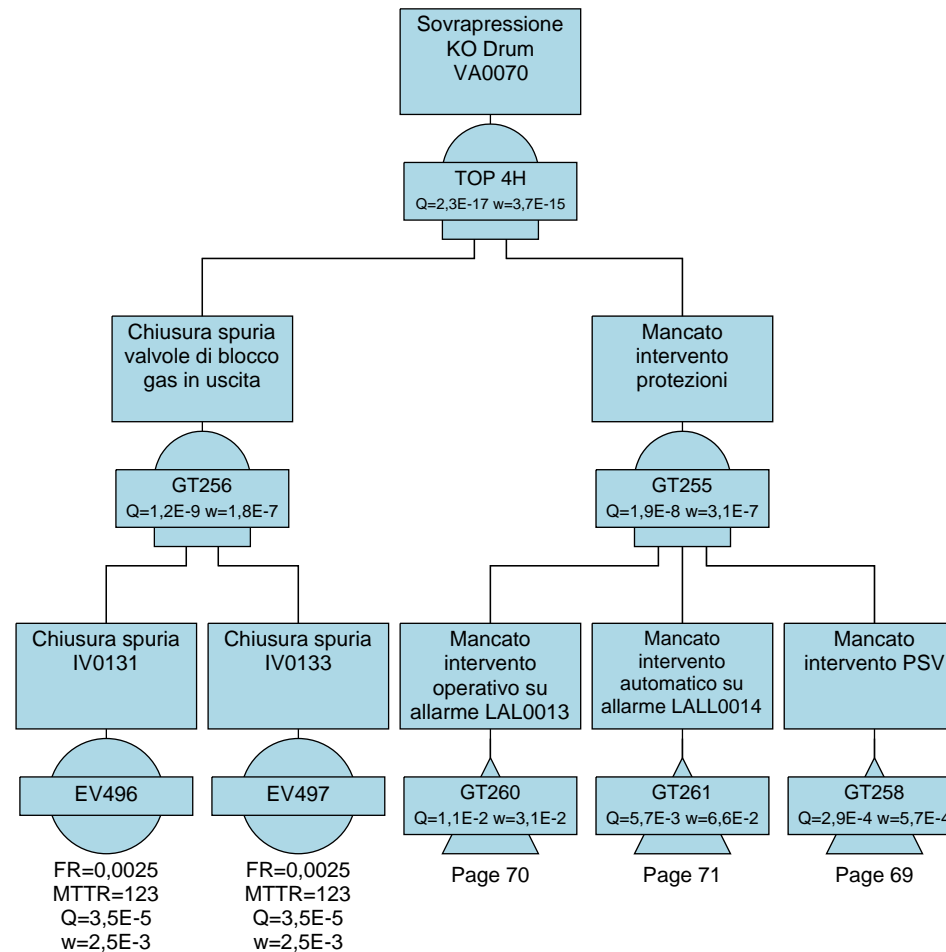 Sovrapressione
KO Drum
VA0070
TOP 4H
Q=2,3E-17 w=3,7E-15
Chiusura spuria
valvole di blocco
gas in uscita
Mancato
intervento
protezioni
GT256
Q=1,2E-9 w=1,8E-7
GT255
Q=1,9E-8 w=3,1E-7
Chiusura spuria
IV0131
Chiusura spuria
IV0133
Mancato
intervento
operativo su
allarme LAL0013
Mancato
intervento
automatico su
allarme LALL0014
Mancato
intervento PSV
EV496
EV497
GT260
Q=1,1E-2 w=3,1E-2
GT261
Q=5,7E-3 w=6,6E-2
GT258
Q=2,9E-4 w=5,7E-4
FR=0,0025
MTTR=123
Q=3,5E-5
w=2,5E-3
FR=0,0025
MTTR=123
Q=3,5E-5
w=2,5E-3
Page 70
Page 71
Page 69